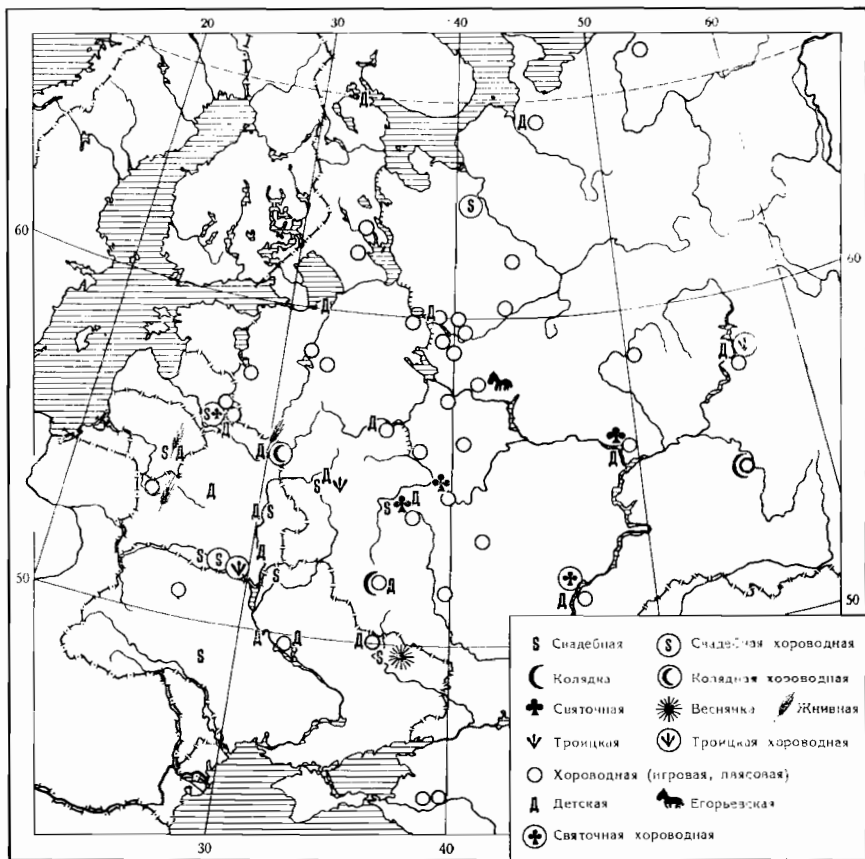 20 30 40 50 60
60 60
50 50
30 40
S Свадебная Ⓢ Свадебная хороводная
Колядка Колядная хороводная
Святочная Веснянка Жнивная
Троицкая Троицкая хороводная
Хороводная (игровая, плясовая)
Д Детская Егорьевская
Святочная хороводная